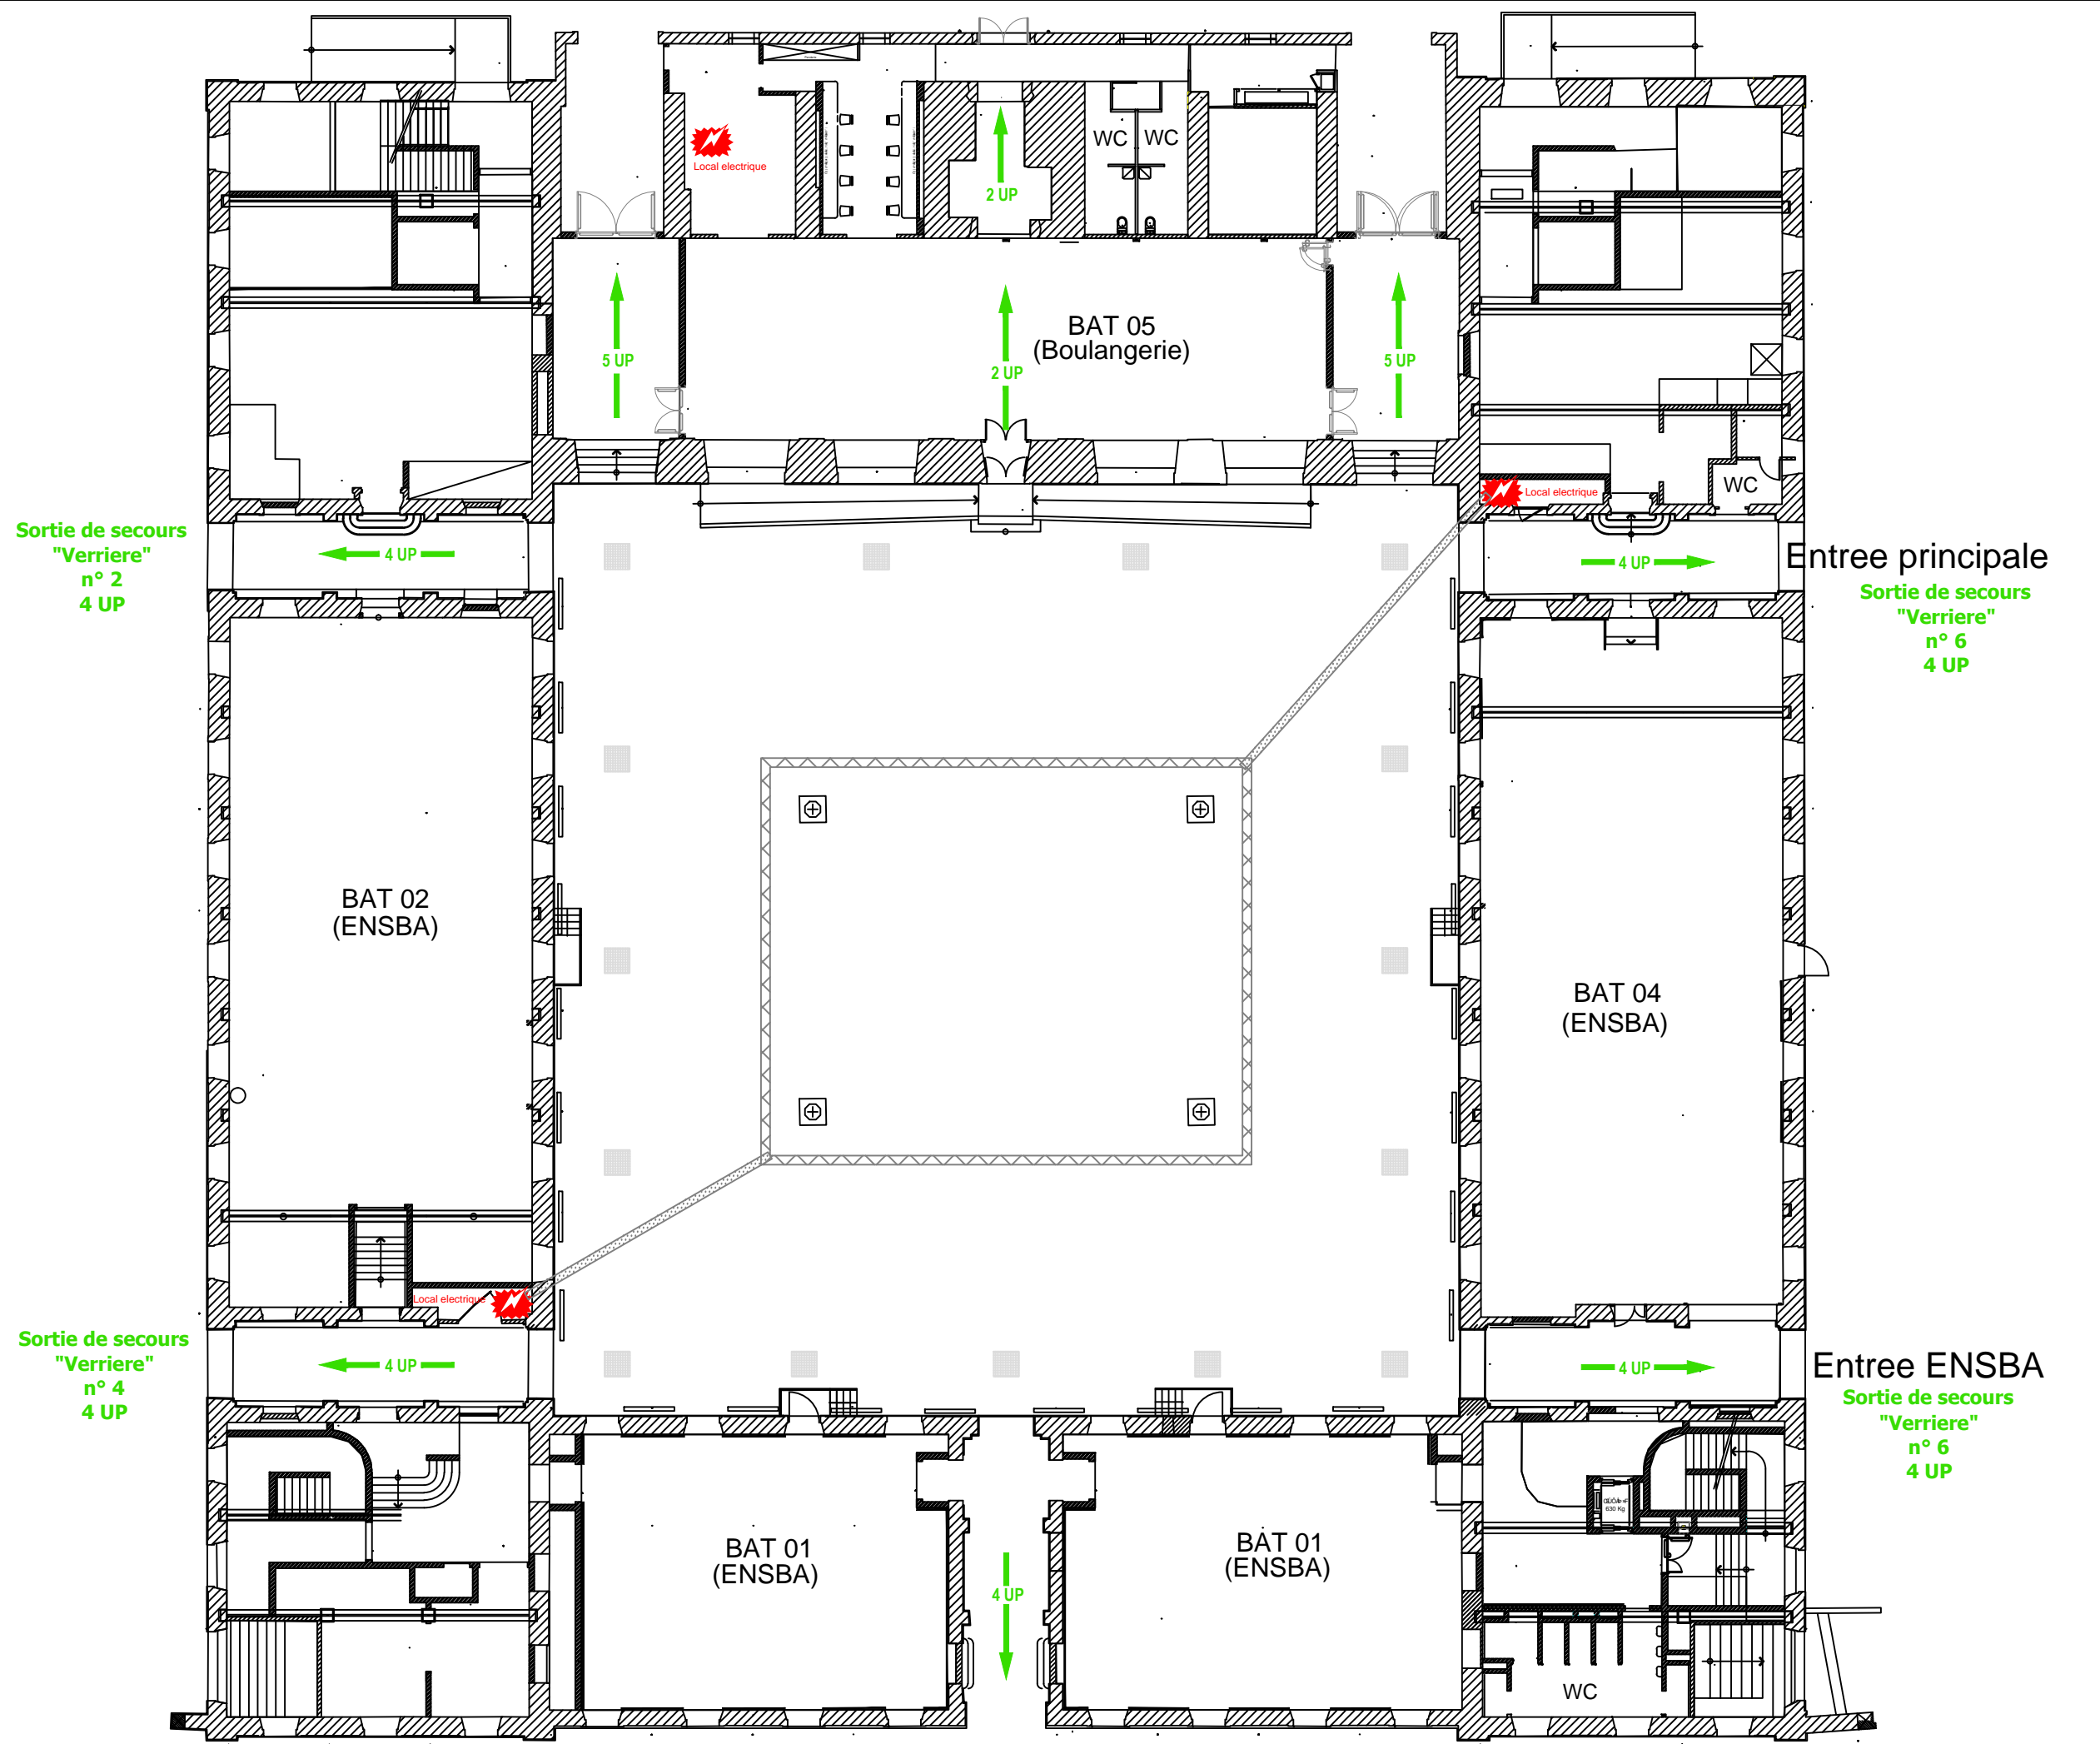 WC
WC
Local electrique
2 UP
BAT 05
(Boulangerie)
5 UP
2 UP
5 UP
WC
Local electrique
Sortie de secours
"Verriere"
n° 2
4 UP
4 UP
4 UP
Entree principale
Sortie de secours
"Verriere"
n° 6
4 UP
BAT 02
(ENSBA)
BAT 04
(ENSBA)
Local electrique
Sortie de secours
"Verriere"
n° 4
4 UP
4 UP
4 UP
Entree ENSBA
Sortie de secours
"Verriere"
n° 6
4 UP
630 Kg
BAT 01
(ENSBA)
4 UP
BAT 01
(ENSBA)
WC